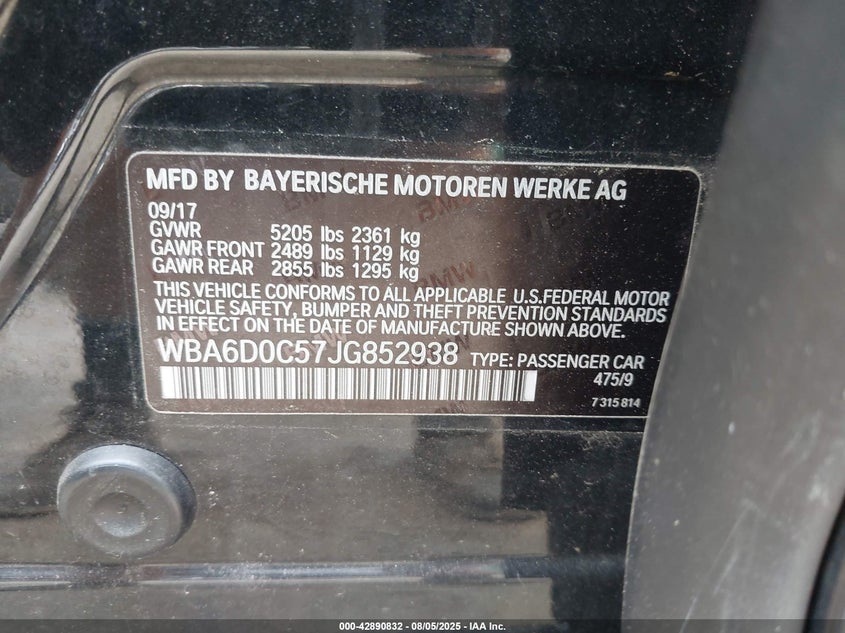 MFD BY BAYERISCHE MOTOREN WERKE AG
09/17
GVWR 5205 lbs 2361 kg
GAWR FRONT 2489 lbs 1129 kg
GAWR REAR 2855 lbs 1295 kg
THIS VEHICLE CONFORMS TO ALL APPLICABLE U.S.FEDERAL MOTOR
VEHICLE SAFETY, BUMPER AND THEFT PREVENTION STANDARDS
IN EFFECT ON THE DATE OF MANUFACTURE SHOWN ABOVE.
WBA6D0C57JG852938 TYPE: PASSENGER CAR
475/9
7 315 814
000-42890832 - 08/05/2025 - IAA Inc.